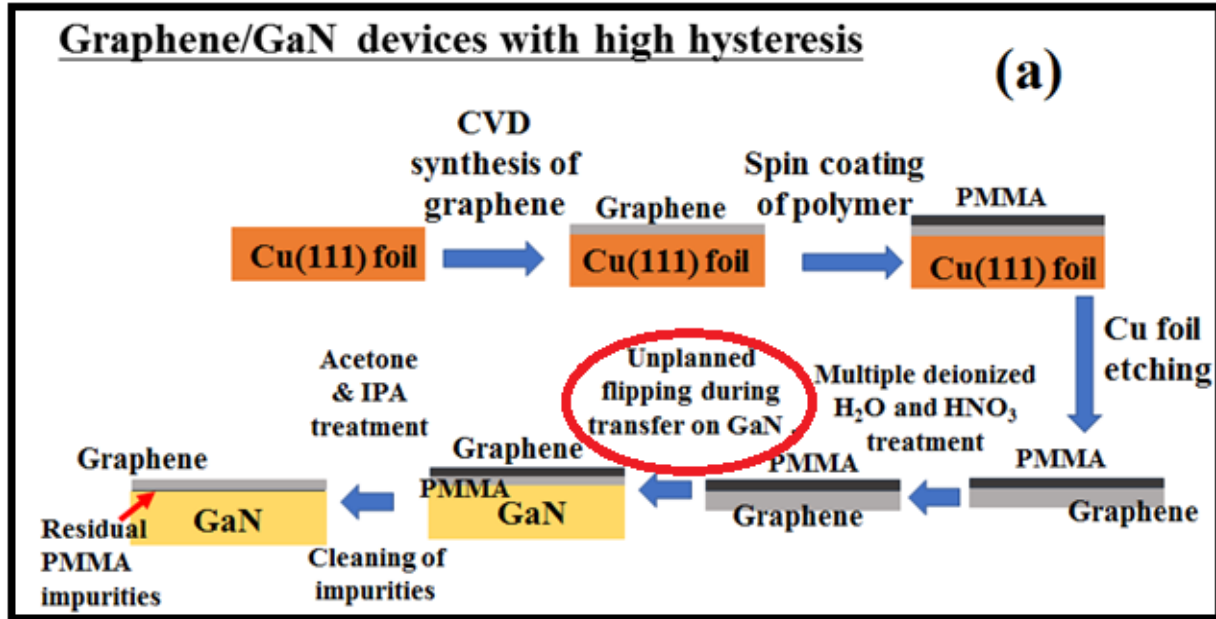 Graphene/GaN devices with high hysteresis
(a)
CVD
synthesis of
graphene
Spin coating
of polymer
Graphene
PMMA
Cu(111) foil
Cu(111) foil
Cu(111) foil
Cu foil
etching
Acetone
& IPA
treatment
Unplanned
flipping during
transfer on GaN .
Multiple deionized
H₂O and HNO₃
treatment
Graphene
Graphene
PMMA
PMMA
PMMA
GaN
Graphene
Graphene
GaN
Residual
PMMA
impurities
Cleaning of
impurities